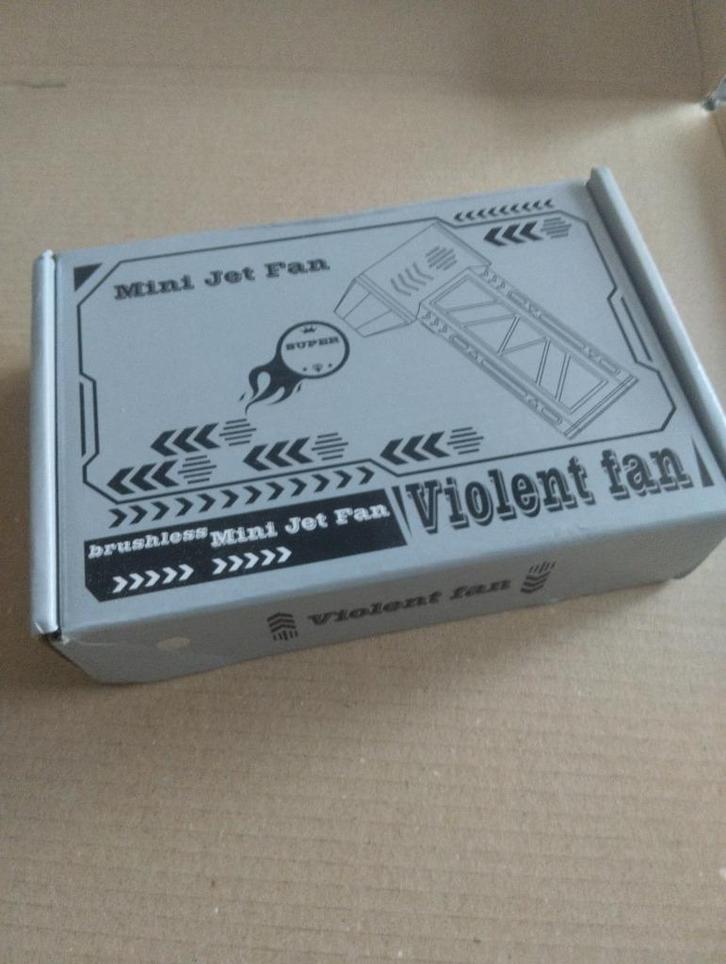 Mini Jet Fan
SUPER
brushless Mini Jet Fan
Violent fan
Violent fan